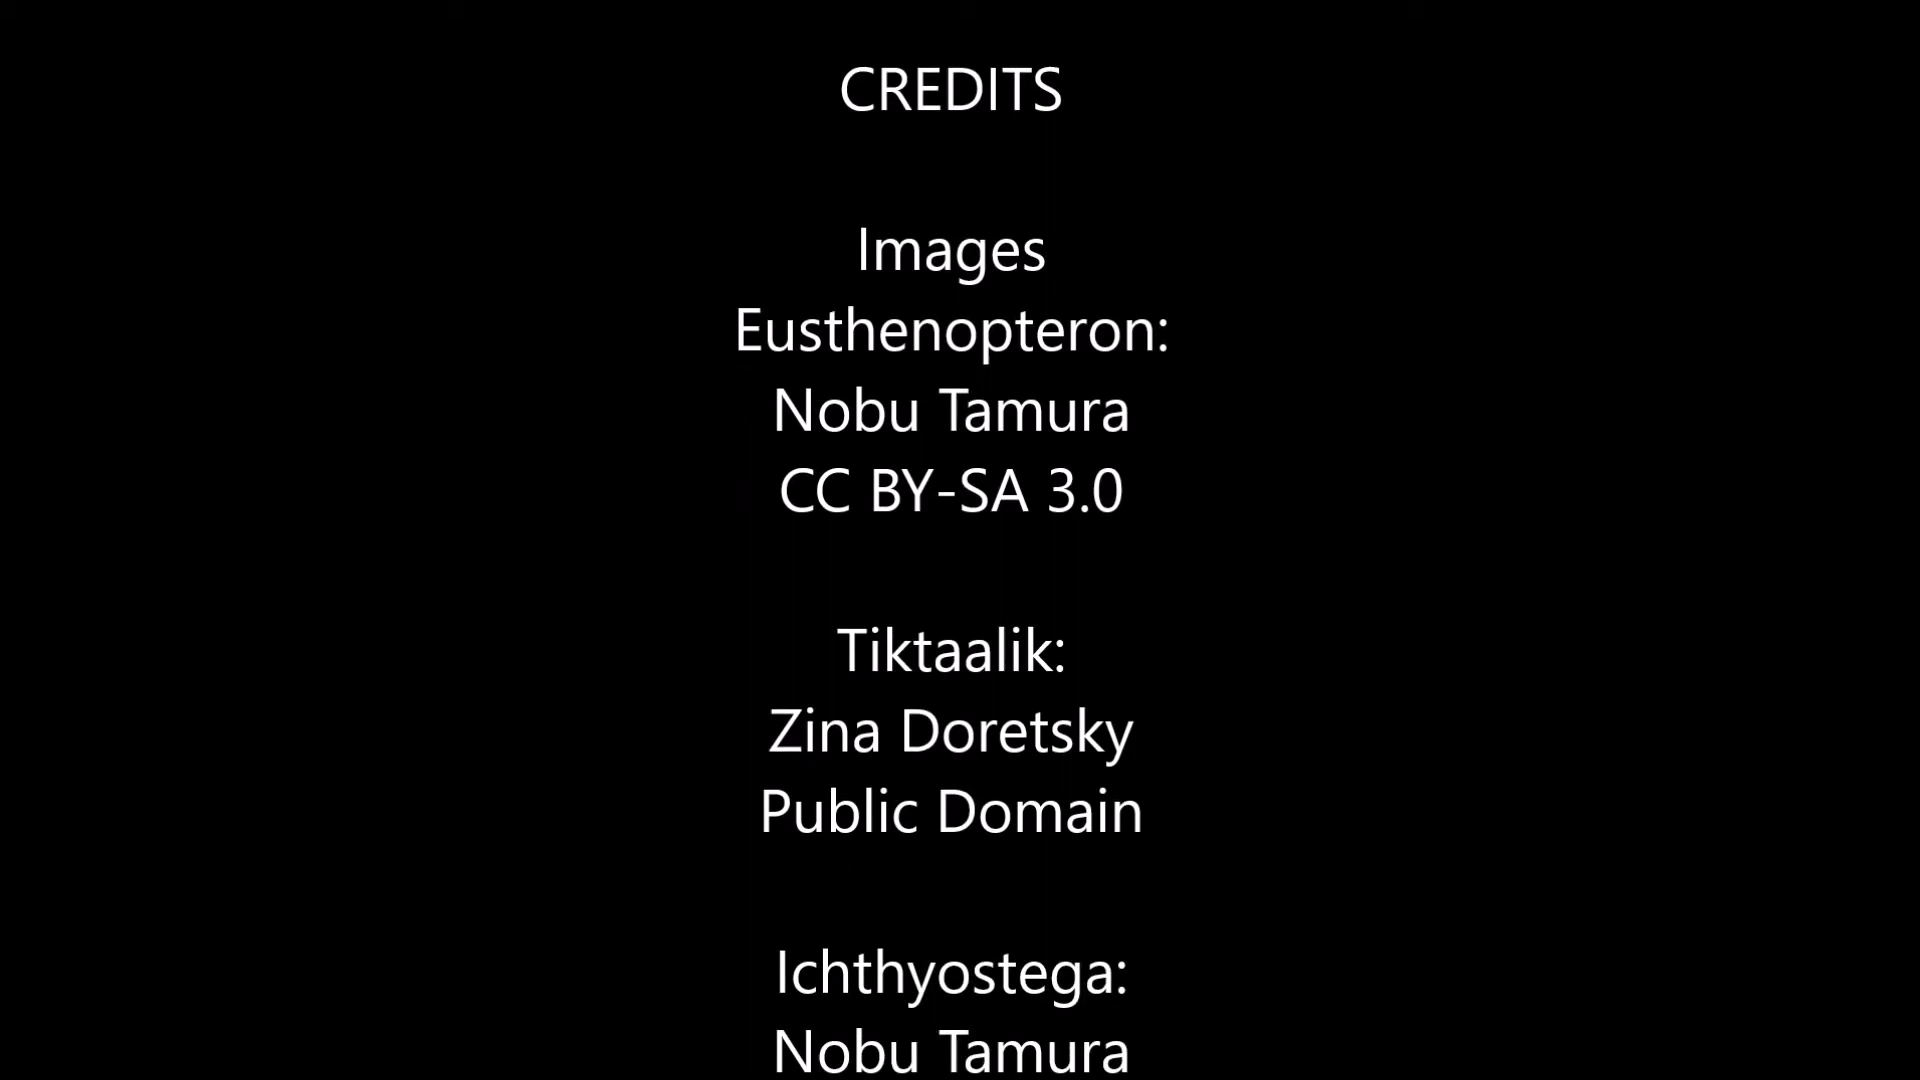 CREDITS
Images
Eusthenopteron:
Nobu Tamura
CC BY-SA 3.0
Tiktaalik:
Zina Doretsky
Public Domain
Ichthyostega:
Nobu Tamura